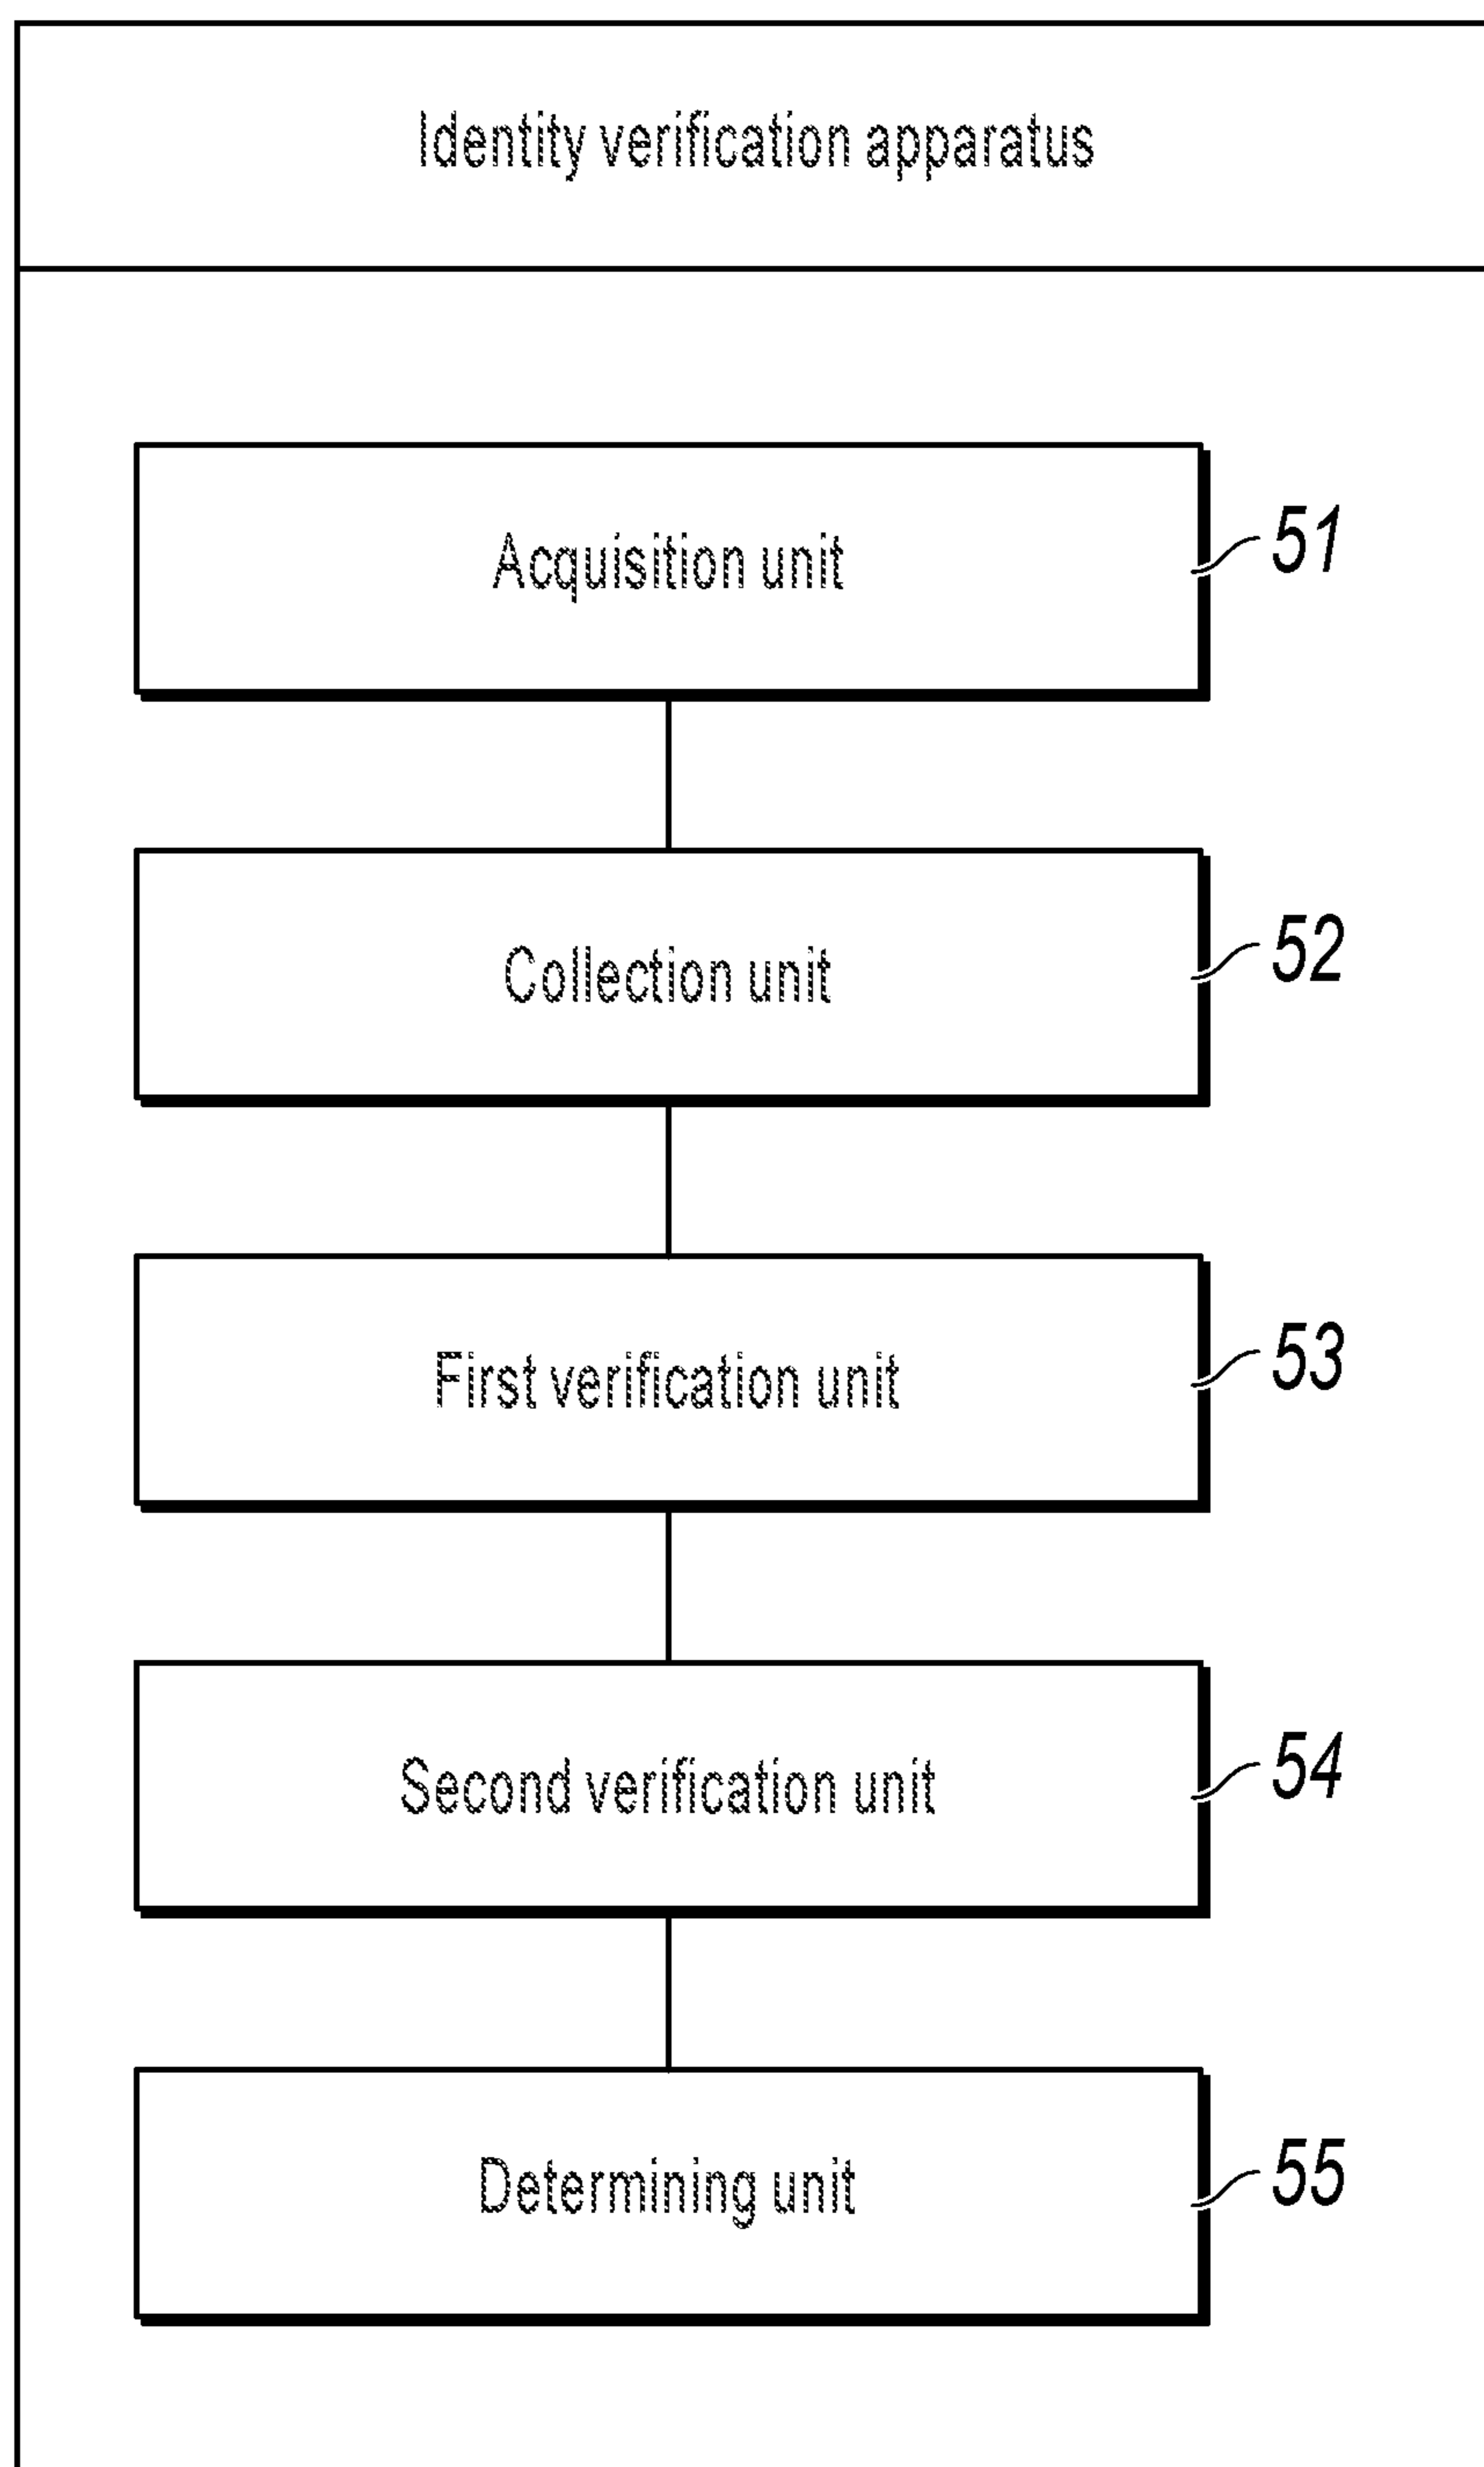 Identity verification apparatus
Acquisition unit
51
Collection unit
52
First verification unit
53
Second verification unit
54
Determining unit
55